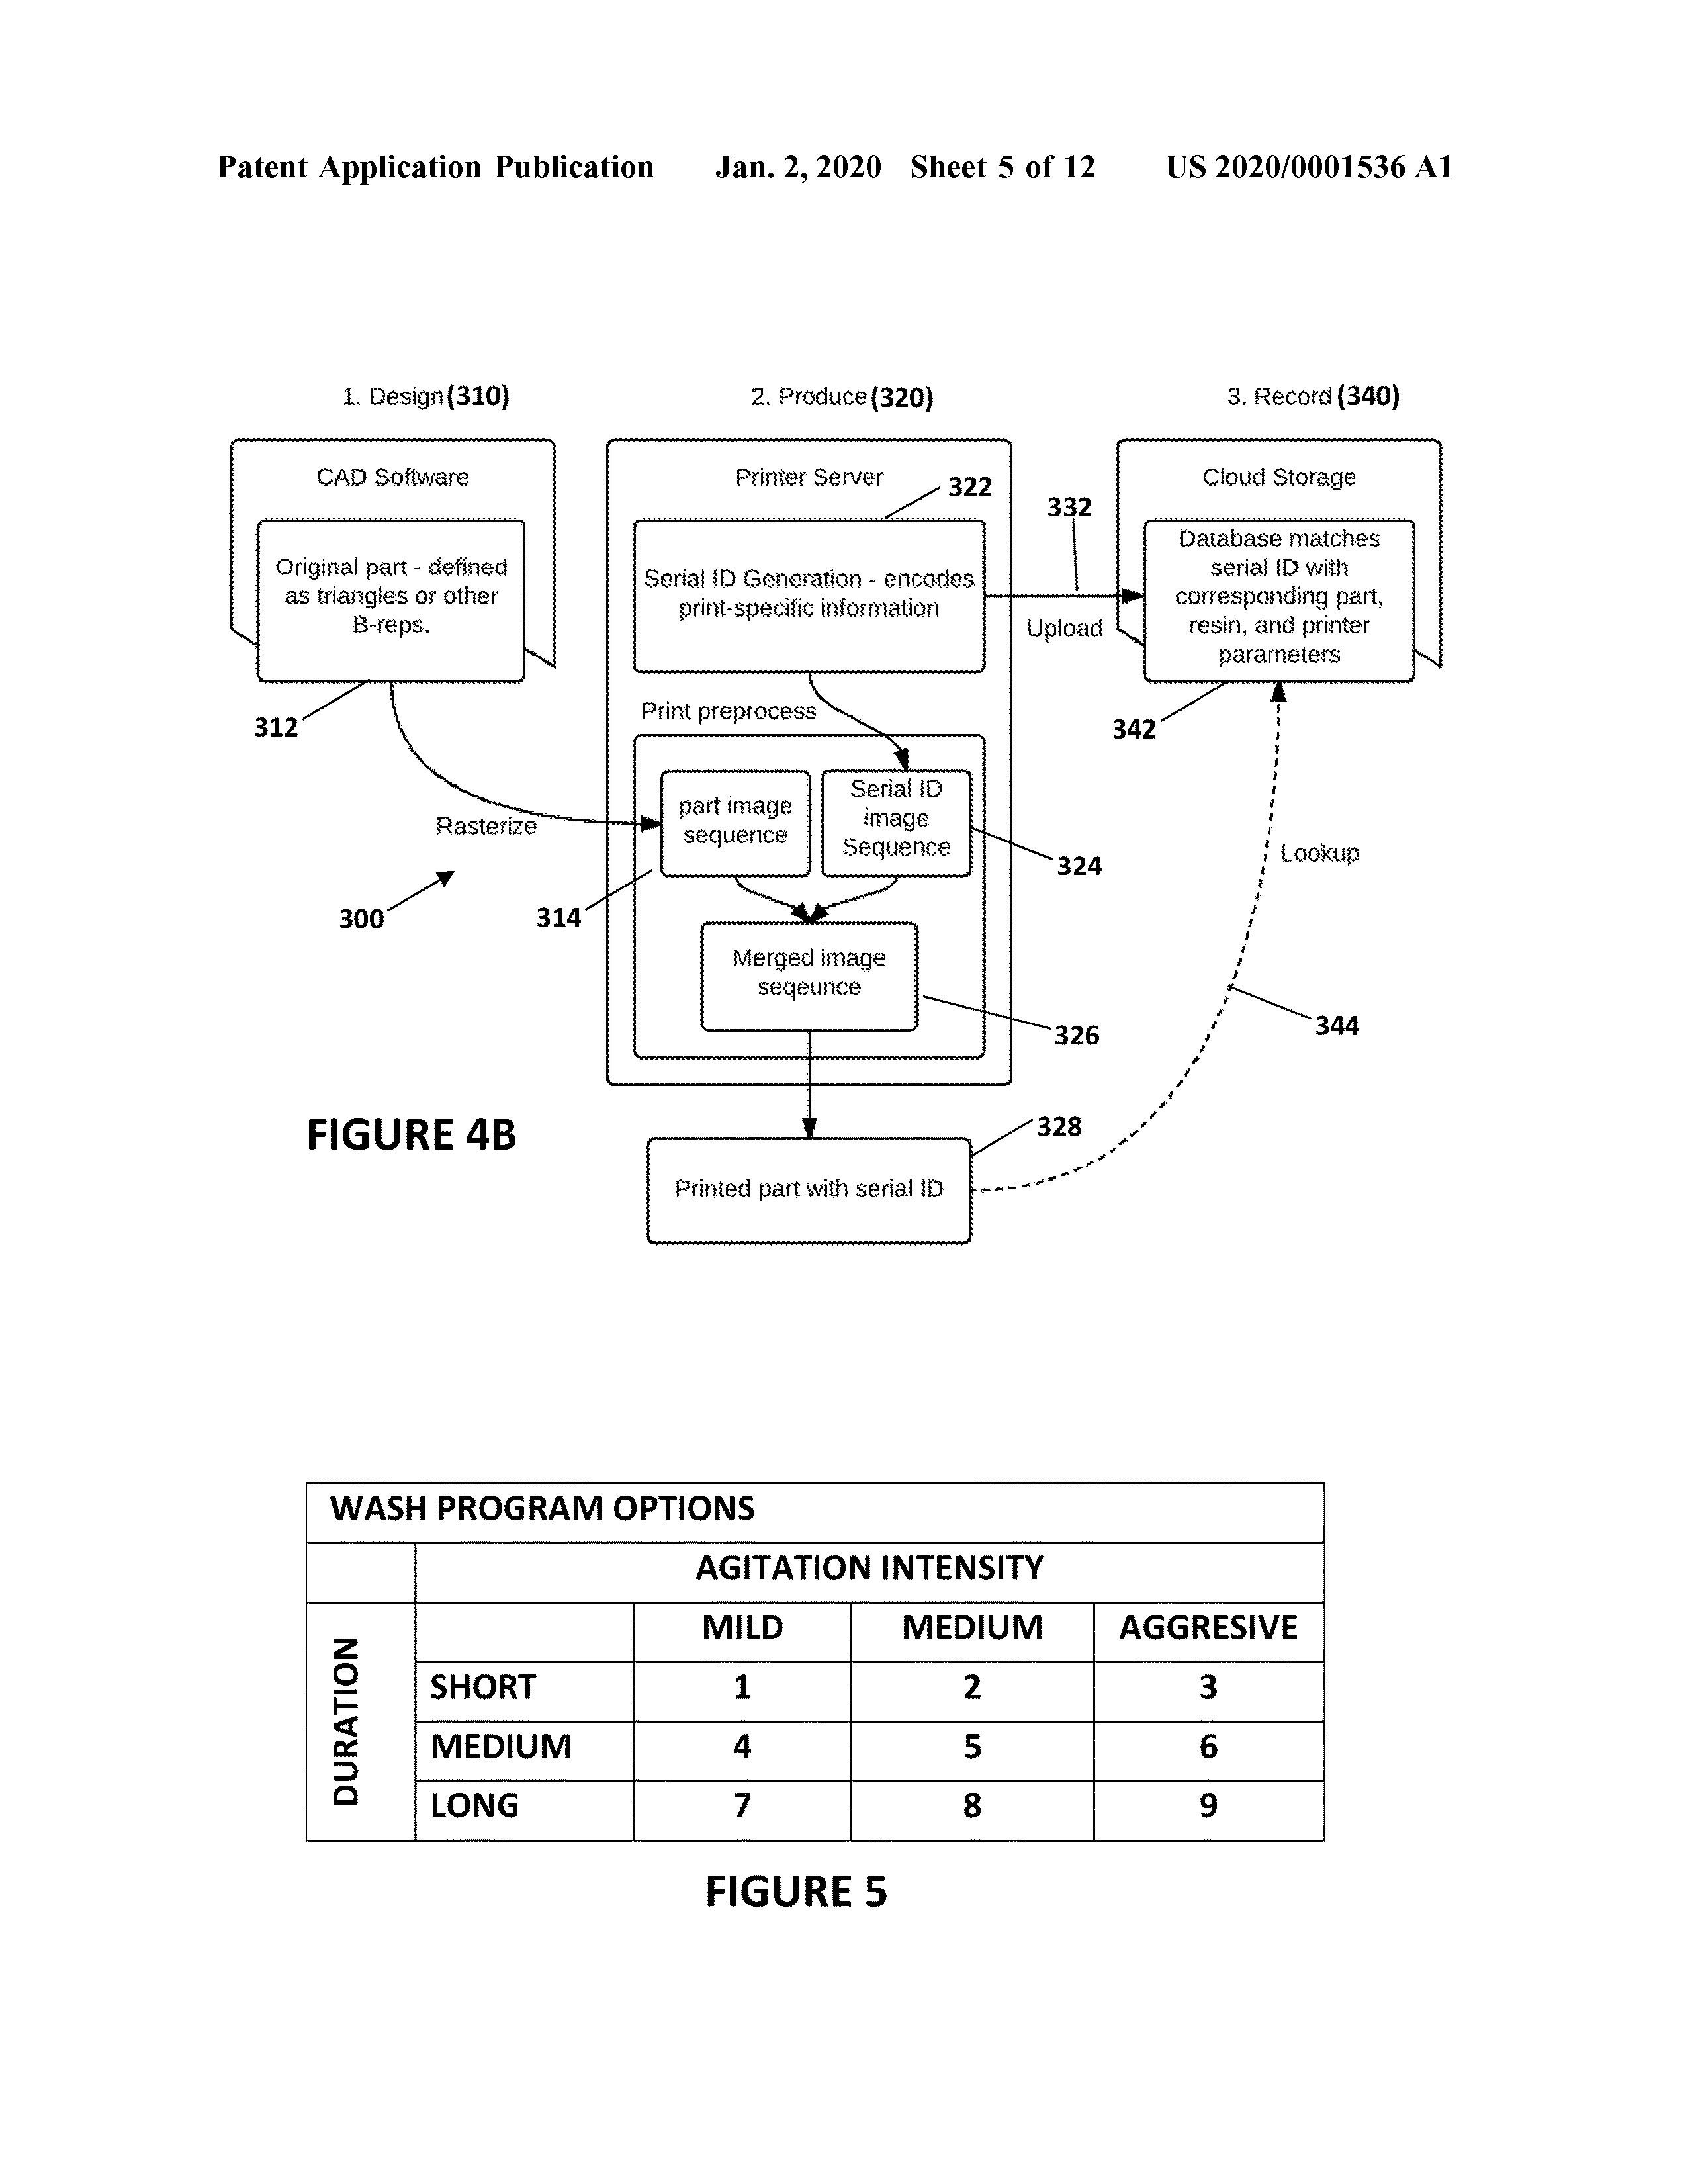 Patent Application Publication Jan. 2, 2020 Sheet 5 of 12 US 2020/0001536 A1
1. Design (310)
2. Produce (320)
3. Record (340)
CAD Software
Original part - defined
as triangles or other
B-reps.
312
Rasterize
300
Printer Server
322
Serial ID Generation - encodes
print-specific information
Print preprocess
part image
sequence
314
Serial ID
image
Sequence
324
Merged image
seqeunce
326
Printed part with serial ID
328
332
Upload
Cloud Storage
Database matches
serial ID with
corresponding part,
resin, and printer
parameters
342
Lookup
344
FIGURE 4B
WASH PROGRAM OPTIONS
AGITATION INTENSITY
DURATION
MILD MEDIUM AGGRESIVE
SHORT 1 2 3
MEDIUM 4 5 6
LONG 7 8 9
FIGURE 5